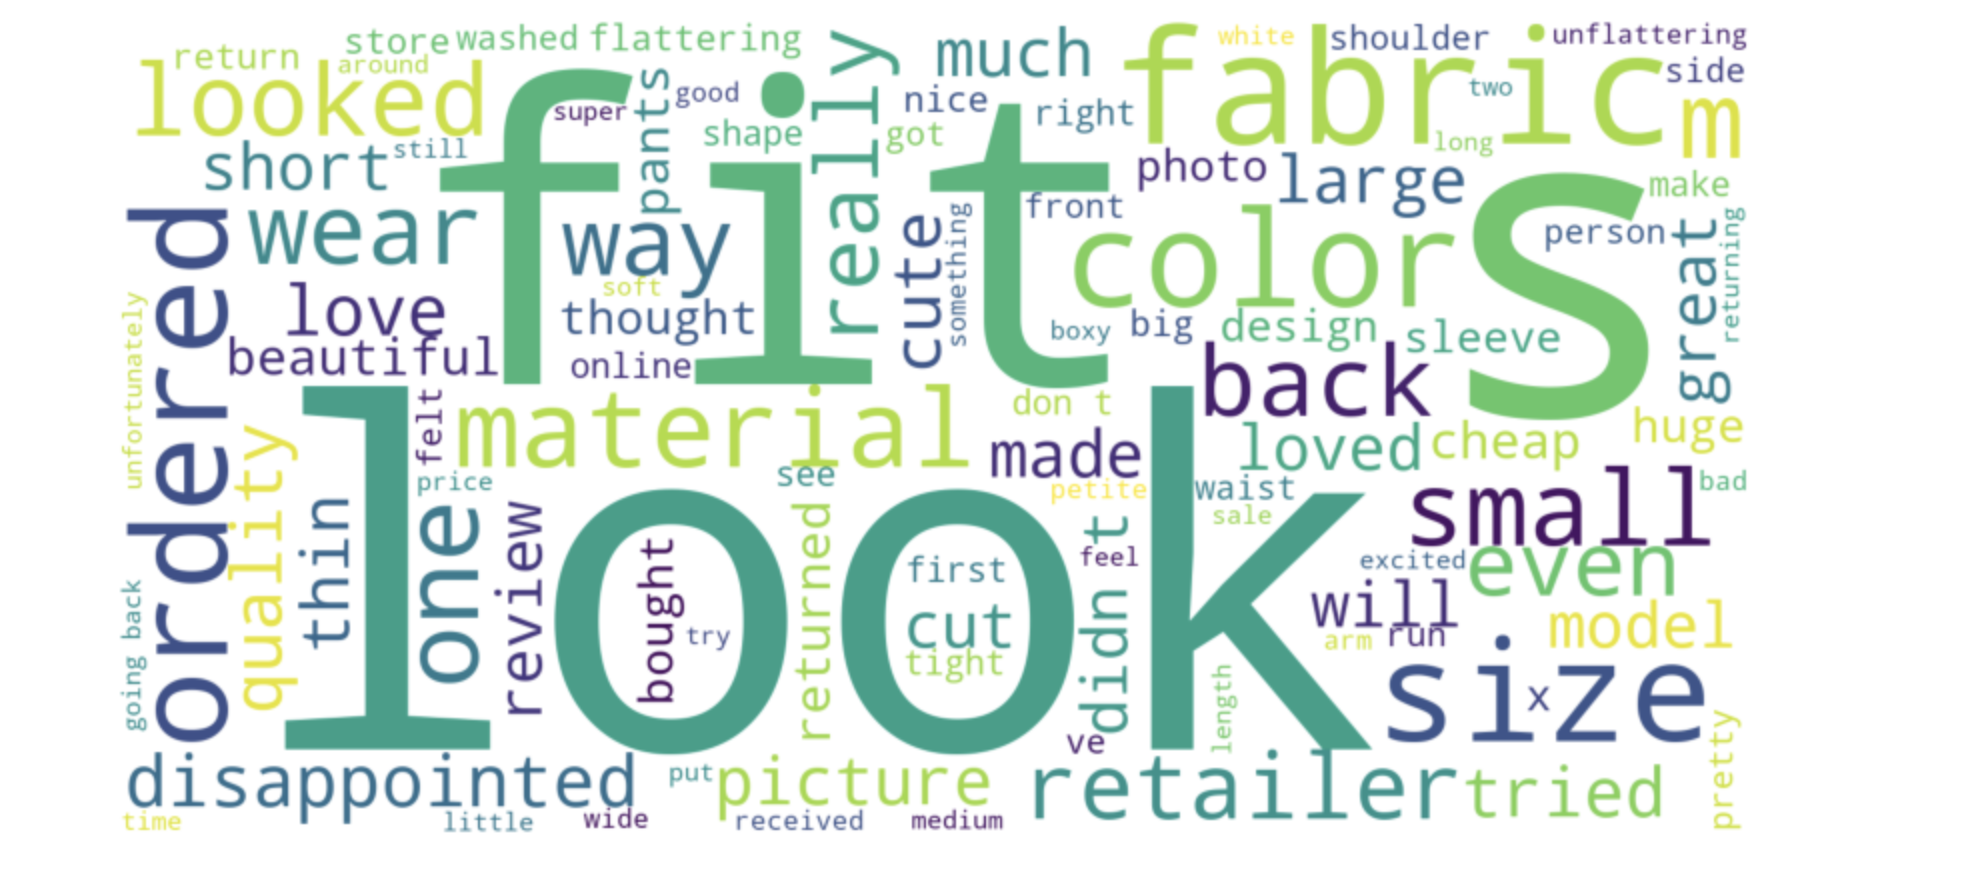 store washed flattering
white shoulder unflattering
return around
looked
fit
really
much
fabric
side
super
pants
good
nice
right
two
m
short still
shape
got
long
photo
large
s
make
ordered
wear
way
cute
something
front
color
person
great
returning
love
soft
thought
boxy
big
design
sleeve
unfortunately
beautiful
online
back
look
felt
material
don t
loved
cheap
huge
quality
made
thin
price
see
petite
waist
sale
small
bad
one
review
bought
returned
first
didn t
feel
excited
even
going back
try
cut
tight
will
arm
run
model
length
size
x
ve
pretty
disappointed
put
picture
retailer
tried
time
little
wide
received
medium